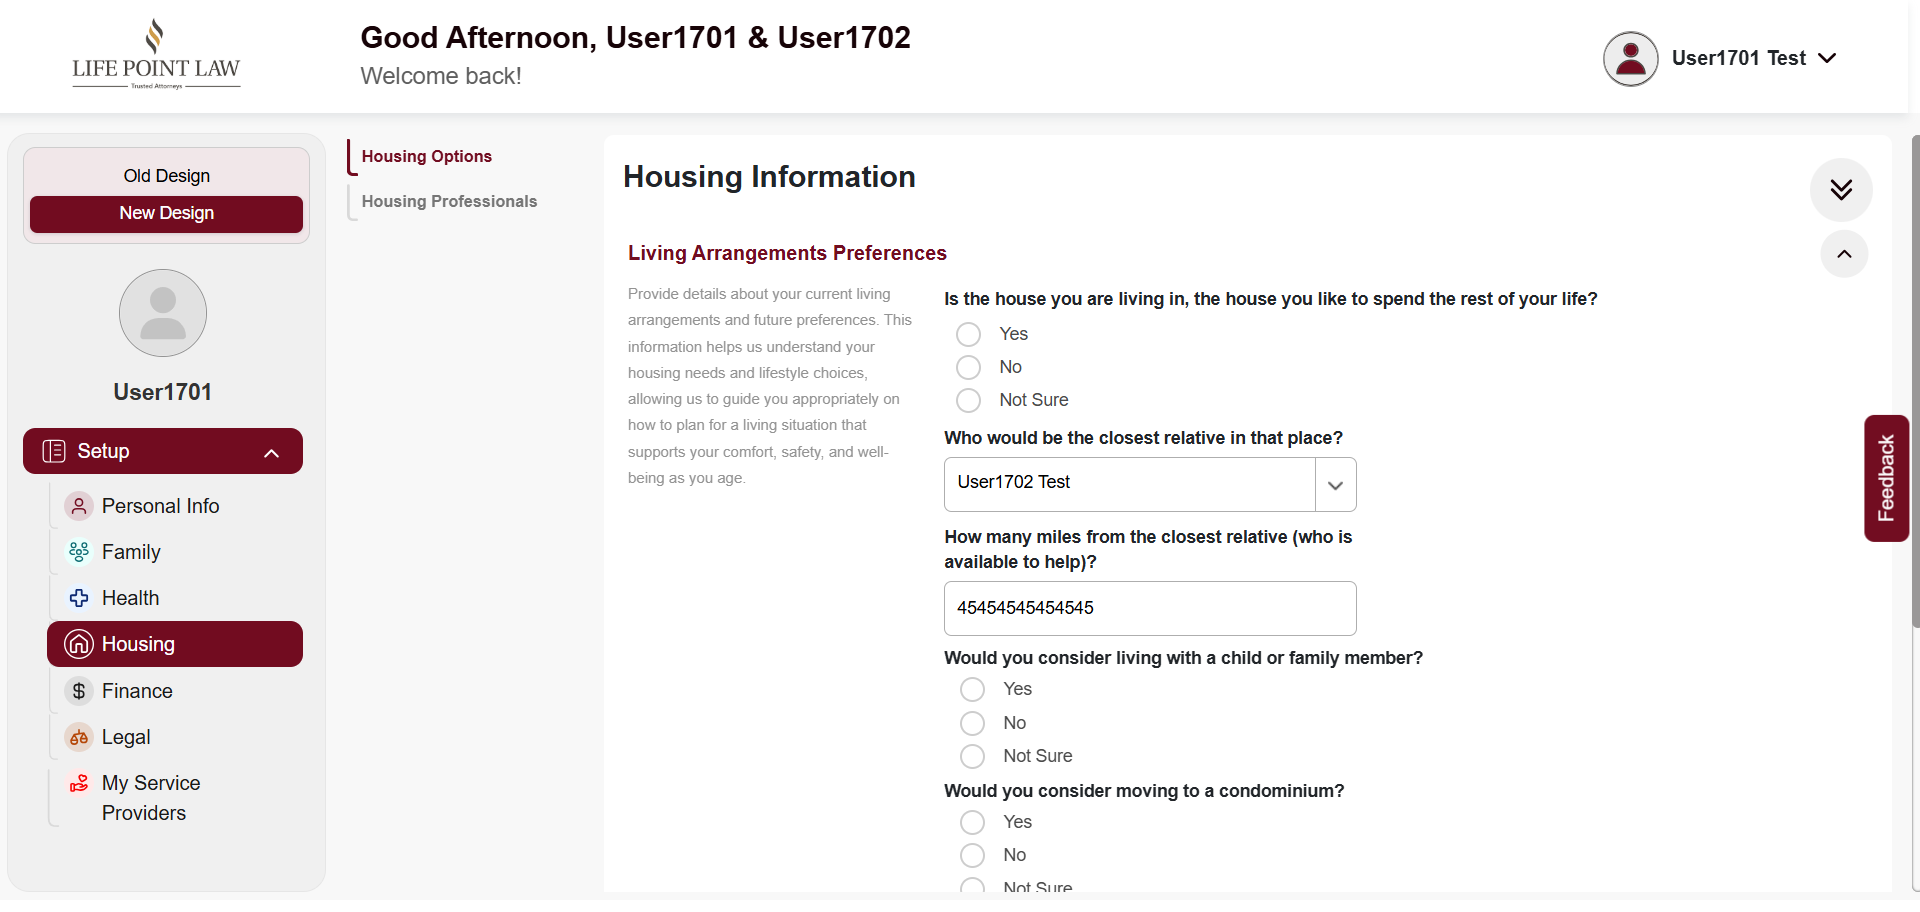 LIFE POINT LAW
Trusted Attorneys
Good Afternoon, User1701 & User1702
Welcome back!
User1701 Test
Old Design
New Design
User1701
Setup
Personal Info
Family
Health
Housing
Finance
Legal
My Service
Providers
Housing Options
Housing Professionals
Housing Information
Living Arrangements Preferences
Provide details about your current living
arrangements and future preferences. This
information helps us understand your
housing needs and lifestyle choices,
allowing us to guide you appropriately on
how to plan for a living situation that
supports your comfort, safety, and well-
being as you age.
Is the house you are living in, the house you like to spend the rest of your life?
Yes
No
Not Sure
Who would be the closest relative in that place?
User1702 Test
How many miles from the closest relative (who is
available to help)?
45454545454545
Would you consider living with a child or family member?
Yes
No
Not Sure
Would you consider moving to a condominium?
Yes
No
Not Sure
Feedback